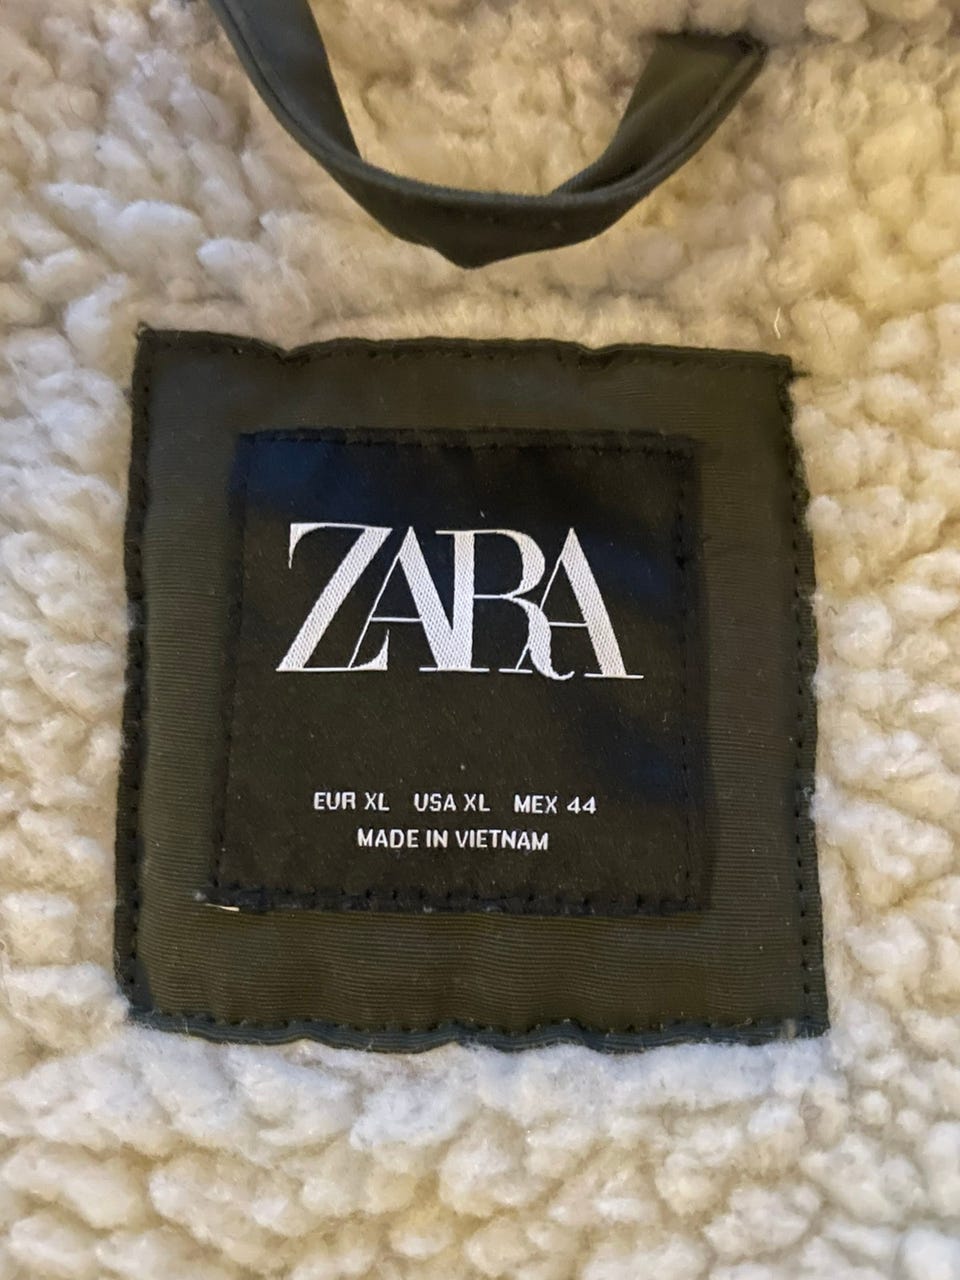 ZARA
EUR XL USA XL MEX 44
MADE IN VIETNAM